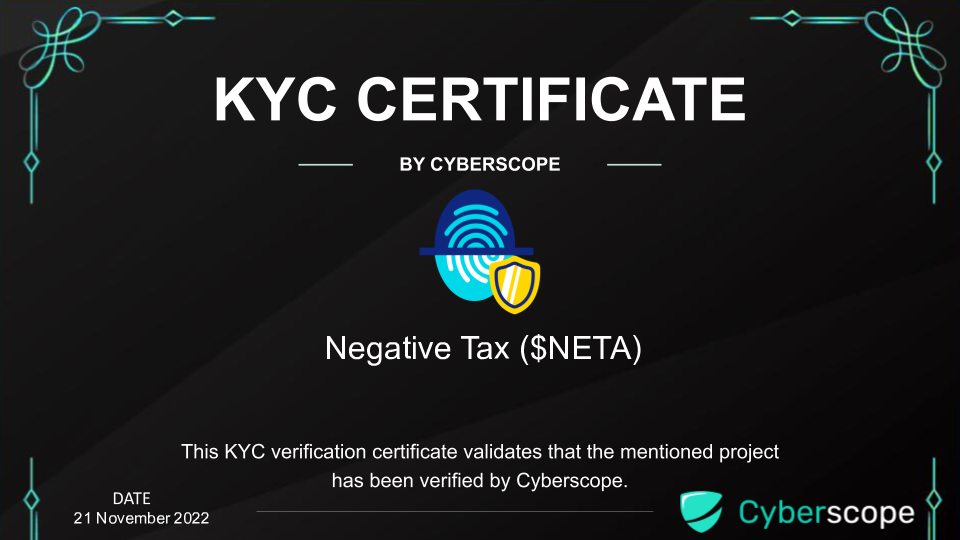 KYC CERTIFICATE
BY CYBERSCOPE
Negative Tax ($NETA)
This KYC verification certificate validates that the mentioned project
has been verified by Cyberscope.
DATE
21 November 2022
Cyberscope